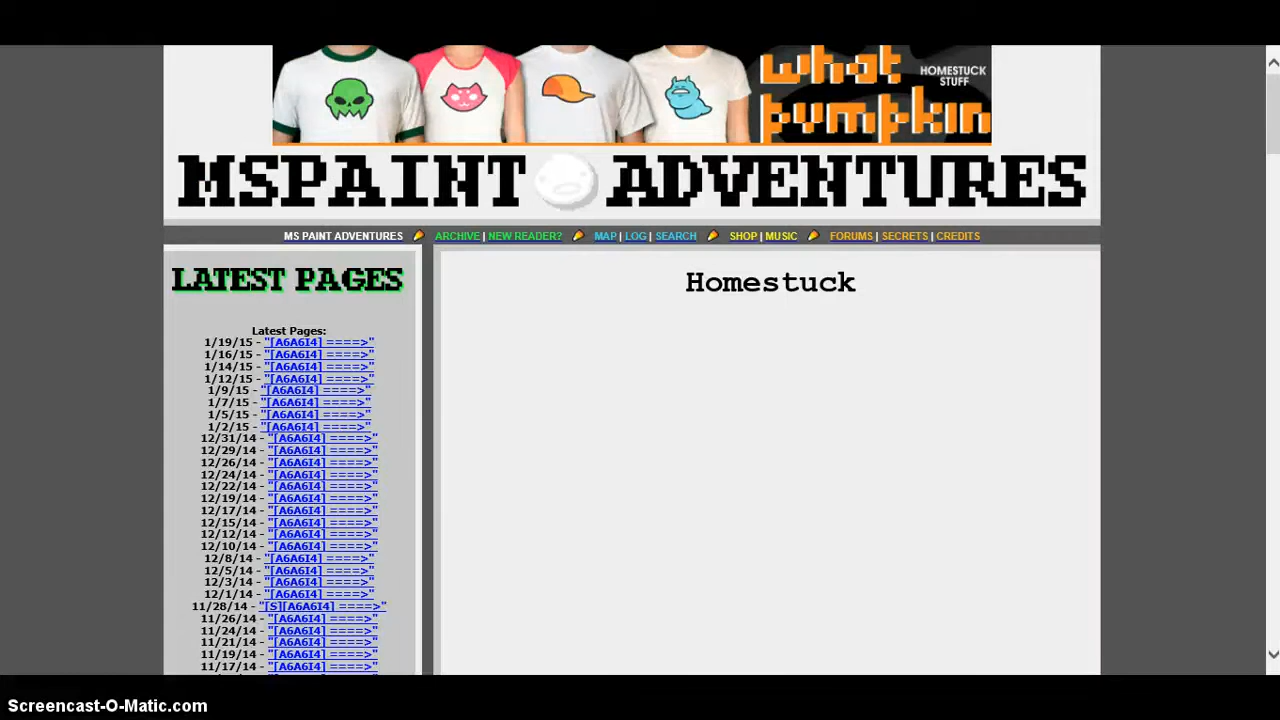 what pumpkin
HOMESTUCK STUFF
MSPAINT ADVENTURES
MS PAINT ADVENTURES ARCHIVE | NEW READER? MAP | LOG | SEARCH SHOP | MUSIC FORUMS | SECRETS | CREDITS
LATEST PAGES
Homestuck
Latest Pages:
1/19/15 - "[A6A6I4] ====>"
1/16/15 - "[A6A6I4] ====>"
1/14/15 - "[A6A6I4] ====>"
1/12/15 - "[A6A6I4] ====>"
1/9/15 - "[A6A6I4] ====>"
1/7/15 - "[A6A6I4] ====>"
1/5/15 - "[A6A6I4] ====>"
1/2/15 - "[A6A6I4] ====>"
12/31/14 - "[A6A6I4] ====>"
12/29/14 - "[A6A6I4] ====>"
12/26/14 - "[A6A6I4] ====>"
12/24/14 - "[A6A6I4] ====>"
12/22/14 - "[A6A6I4] ====>"
12/19/14 - "[A6A6I4] ====>"
12/17/14 - "[A6A6I4] ====>"
12/15/14 - "[A6A6I4] ====>"
12/12/14 - "[A6A6I4] ====>"
12/10/14 - "[A6A6I4] ====>"
12/8/14 - "[A6A6I4] ====>"
12/5/14 - "[A6A6I4] ====>"
12/3/14 - "[A6A6I4] ====>"
12/1/14 - "[A6A6I4] ====>"
11/28/14 - "[S][A6A6I4] ====>"
11/26/14 - "[A6A6I4] ====>"
11/24/14 - "[A6A6I4] ====>"
11/21/14 - "[A6A6I4] ====>"
11/19/14 - "[A6A6I4] ====>"
11/17/14 - "[A6A6I4] ====>"
Screencast-O-Matic.com